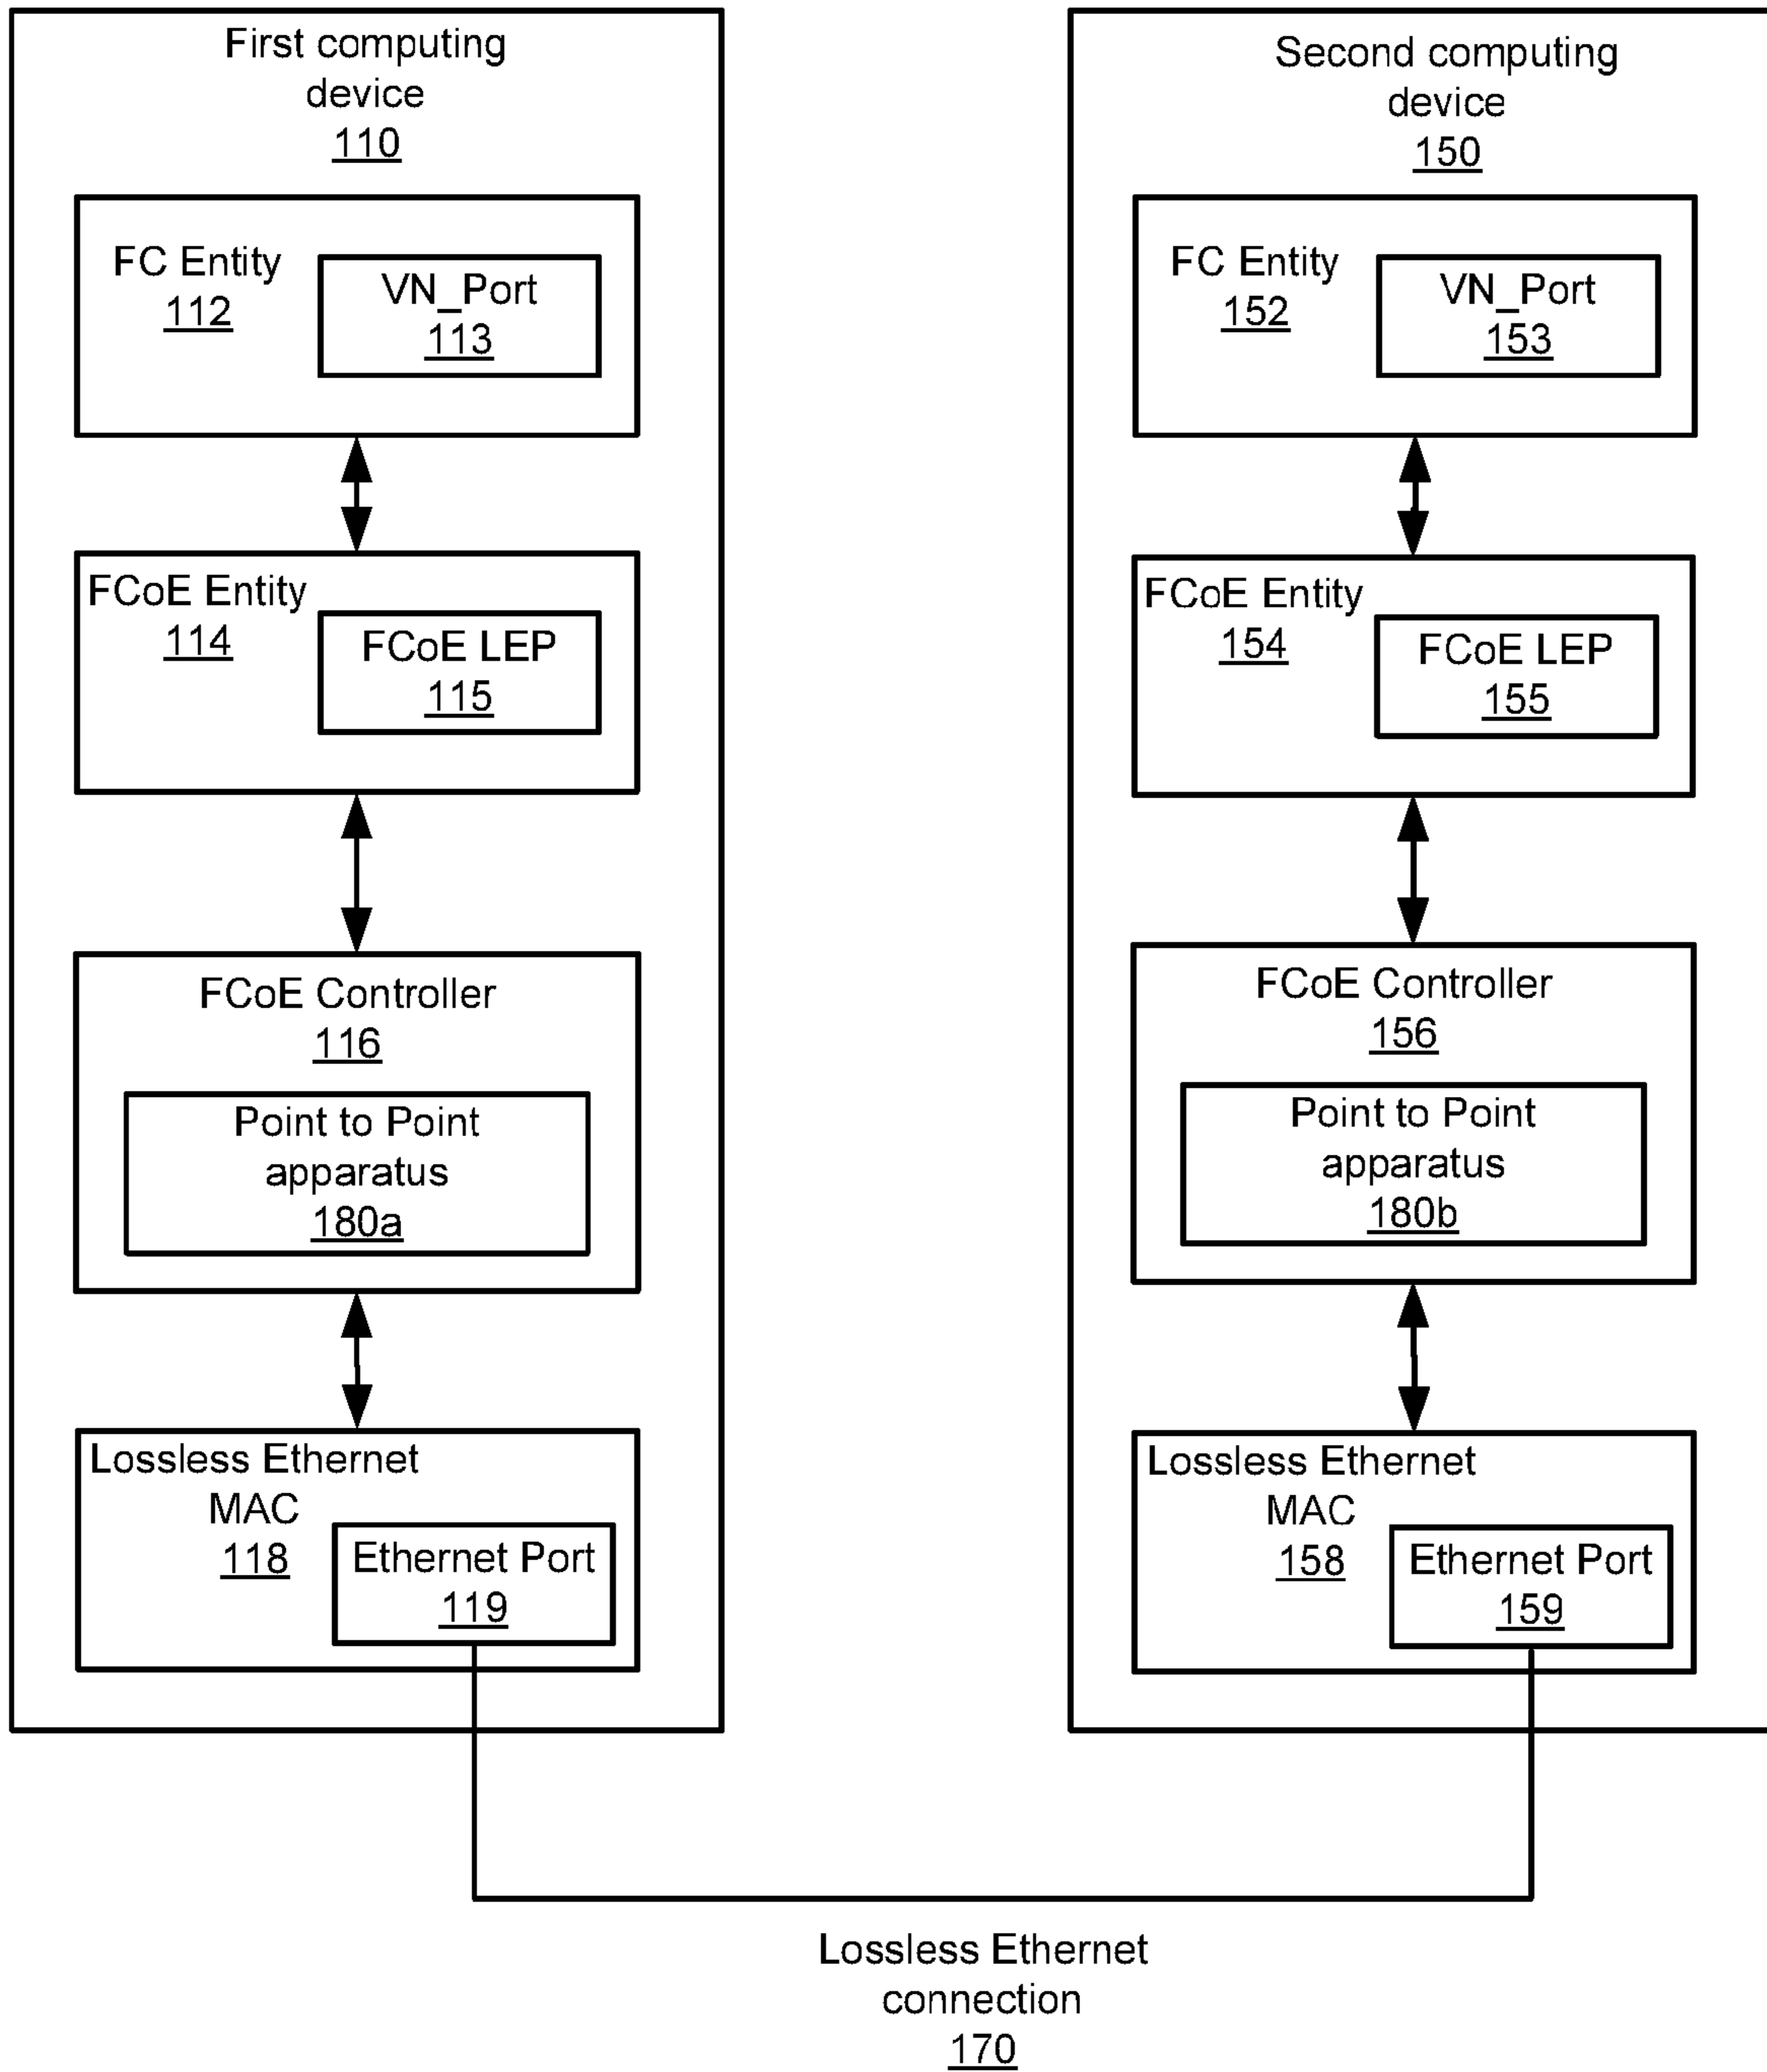 First computing
device
110
FC Entity
112
VN_Port
113
FCoE Entity
114
FCoE LEP
115
FCoE Controller
116
Point to Point
apparatus
180a
Lossless Ethernet
MAC
118
Ethernet Port
119
Second computing
device
150
FC Entity
152
VN_Port
153
FCoE Entity
154
FCoE LEP
155
FCoE Controller
156
Point to Point
apparatus
180b
Lossless Ethernet
MAC
158
Ethernet Port
159
Lossless Ethernet
connection
170